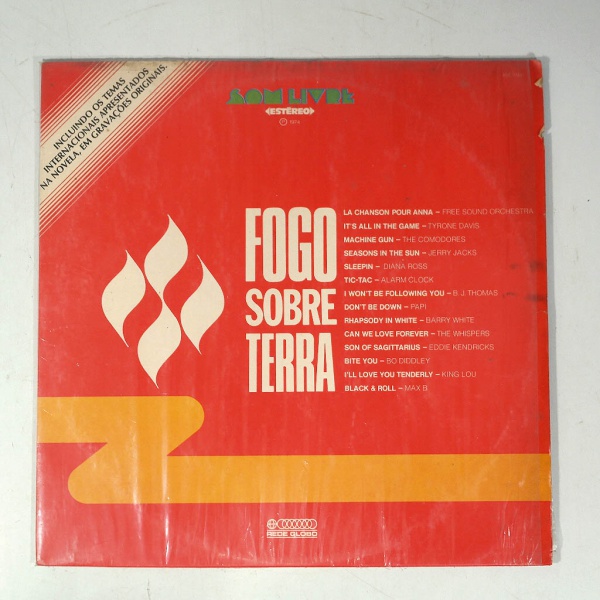 INCLUINDO OS TEMAS
INTERNACIONAIS APRESENTADOS
NA NOVELA, EM GRAVAÇÕES ORIGINAIS.
SOM LIVRE
ESTÉREO
FOGO
SOBRE
TERRA
LA CHANSON POUR ANNA – FREE SOUND ORCHESTRA
IT'S ALL IN THE GAME – TYRONE DAVIS
MACHINE GUN – THE COMODORES
SEASONS IN THE SUN – JERRY JACKS
SLEEPIN – DIANA ROSS
TIC-TAC – ALARM CLOCK
I WON'T BE FOLLOWING YOU – B.J. THOMAS
DON'T BE DOWN – PAPI
RHAPSODY IN WHITE – BARRY WHITE
CAN WE LOVE FOREVER – THE WHISPERS
SON OF SAGITTARIUS – EDDIE KENDRICKS
BITE YOU – BO DIDDLEY
I'LL LOVE YOU TENDERLY – KING LOU
BLACK & ROLL – MAX B.
REDE GLOBO